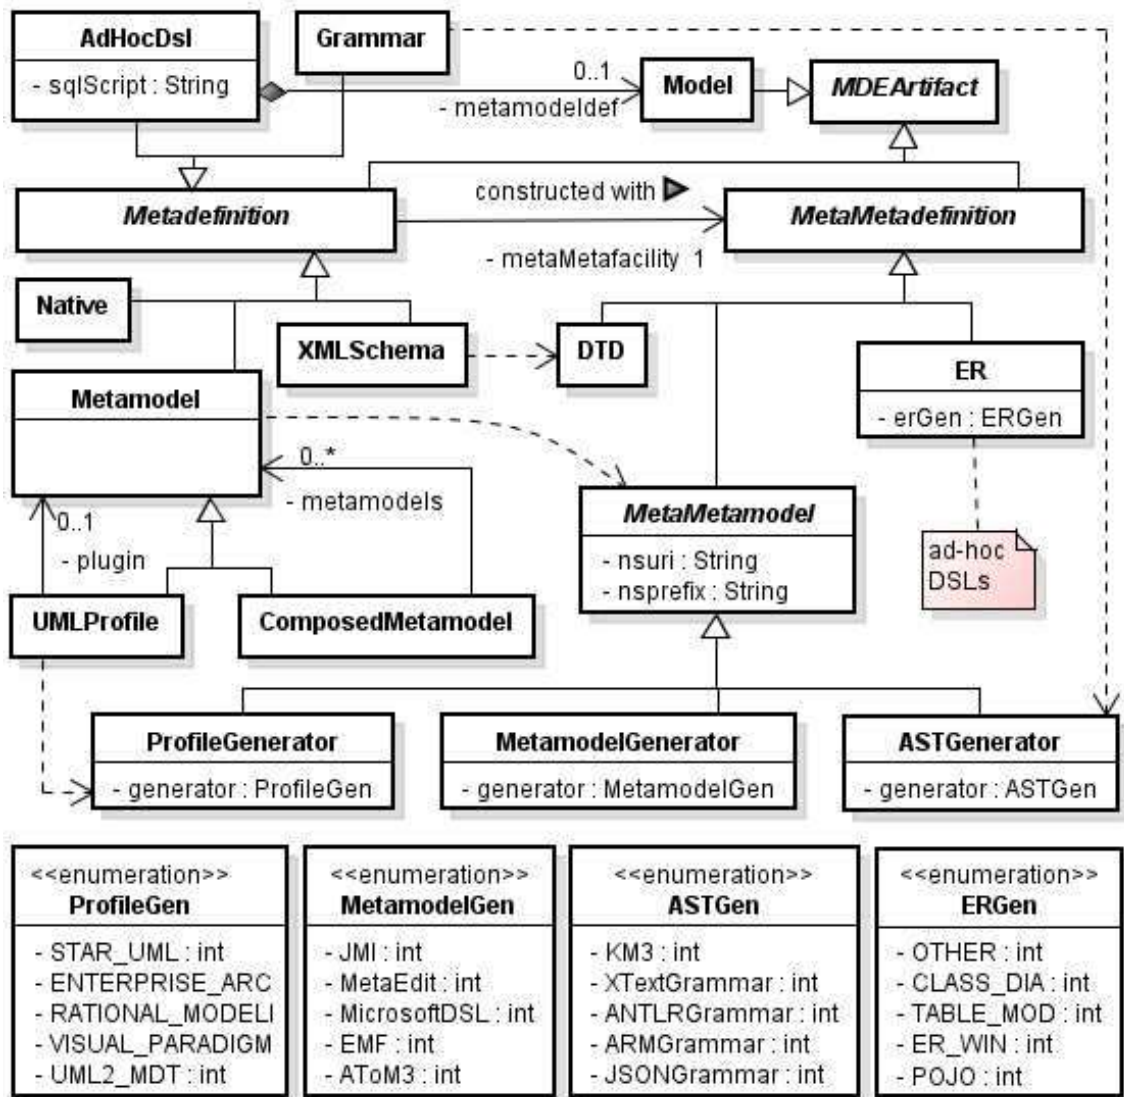 AdHocDsl
- sqlScript : String
Grammar
0..1
- metamodeldef
Model
MDEArtifact
Metadefinition
constructed with
- metaMetafacility 1
MetaMetadefinition
Native
XMLSchema
DTD
ER
- erGen : ERGen
Metamodel
0..*
- metamodels
0..1
- plugin
MetaMetamodel
- nsuri : String
- nsprefix : String
ad-hoc
DSLs
UMLProfile
ComposedMetamodel
ProfileGenerator
- generator : ProfileGen
MetamodelGenerator
- generator : MetamodelGen
ASTGenerator
- generator : ASTGen
<<enumeration>>
ProfileGen
- STAR_UML : int
- ENTERPRISE_ARC
- RATIONAL_MODELI
- VISUAL_PARADIGM
- UML2_MDT : int
<<enumeration>>
MetamodelGen
- JMI : int
- MetaEdit : int
- MicrosoftDSL : int
- EMF : int
- AToM3 : int
<<enumeration>>
ASTGen
- KM3 : int
- XTextGrammar : int
- ANTLRGrammar : int
- ARMGrammar : int
- JSONGrammar : int
<<enumeration>>
ERGen
- OTHER : int
- CLASS_DIA : int
- TABLE_MOD : int
- ER_WIN : int
- POJO : int